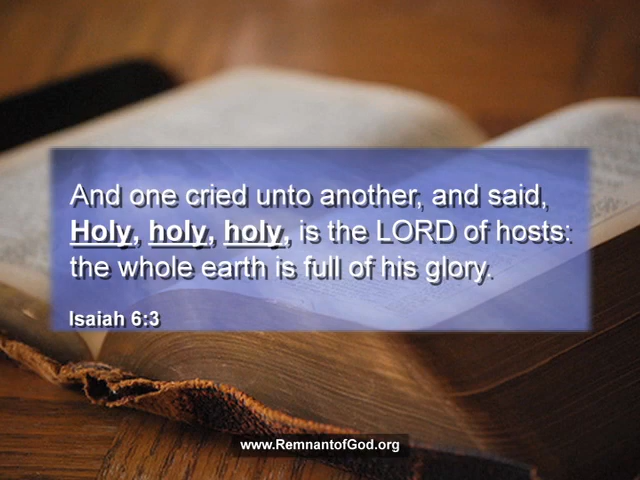 And one cried unto another, and said,
Holy, holy, holy, is the LORD of hosts:
the whole earth is full of his glory.
Isaiah 6:3
www.RemnantofGod.org